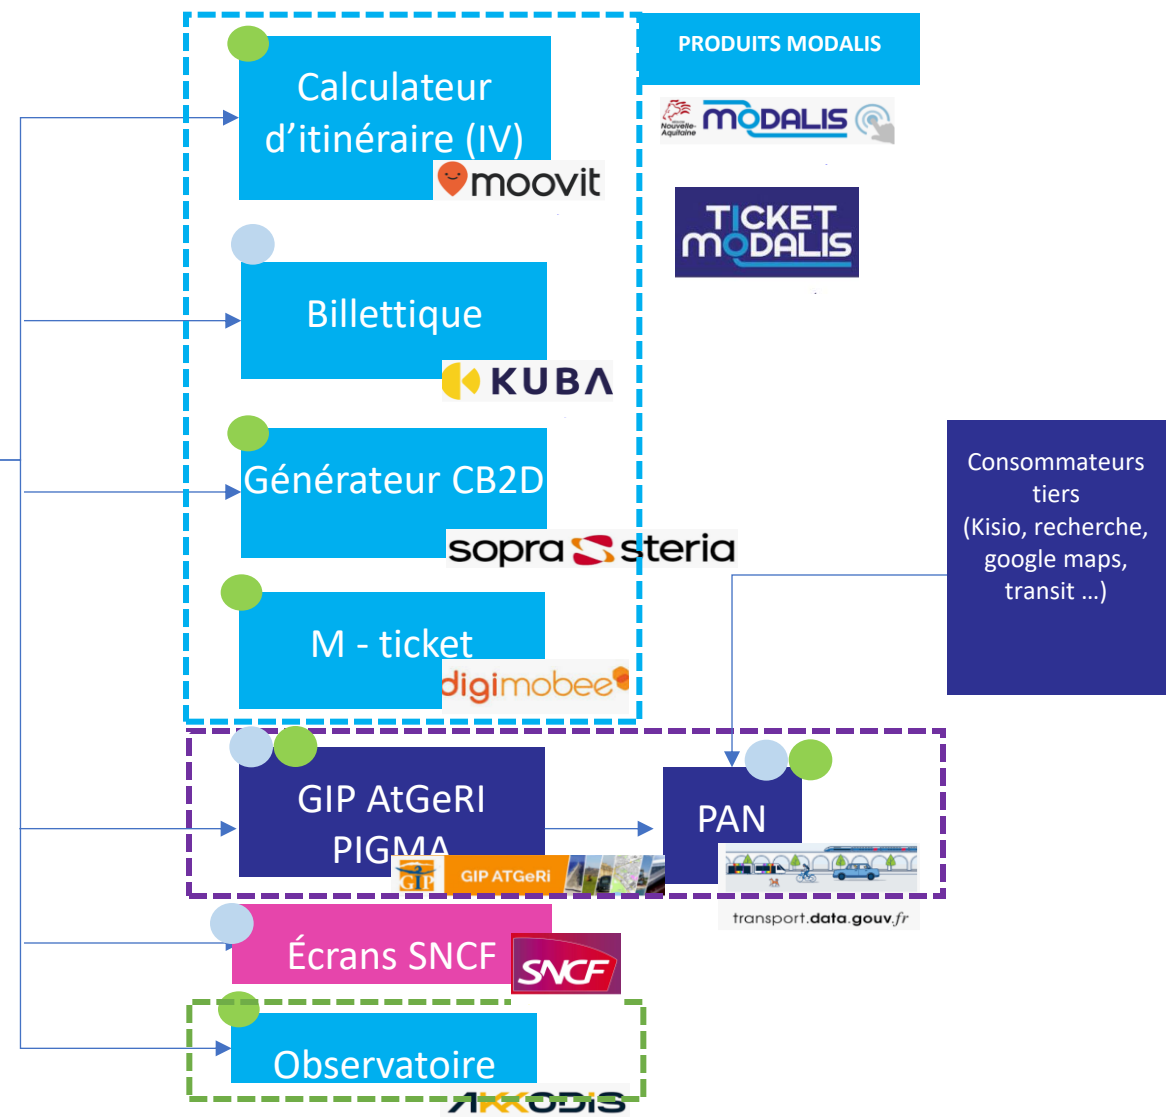 PRODUITS MODALIS
Calculateur
d’itinéraire (IV)
moovit
RÉGION
Nouvelle-
Aquitaine
MODALIS
TICKET
MODALIS
Billettique
KUBA
Générateur CB2D
sopra steria
Consommateurs
tiers
(Kisio, recherche,
google maps,
transit …)
M - ticket
digimobee
GIP AtGeRI
PIGMA
GIP
GIP ATGeRi
PAN
transport.data.gouv.fr
Écrans SNCF
SNCF
Observatoire
AKKODIS